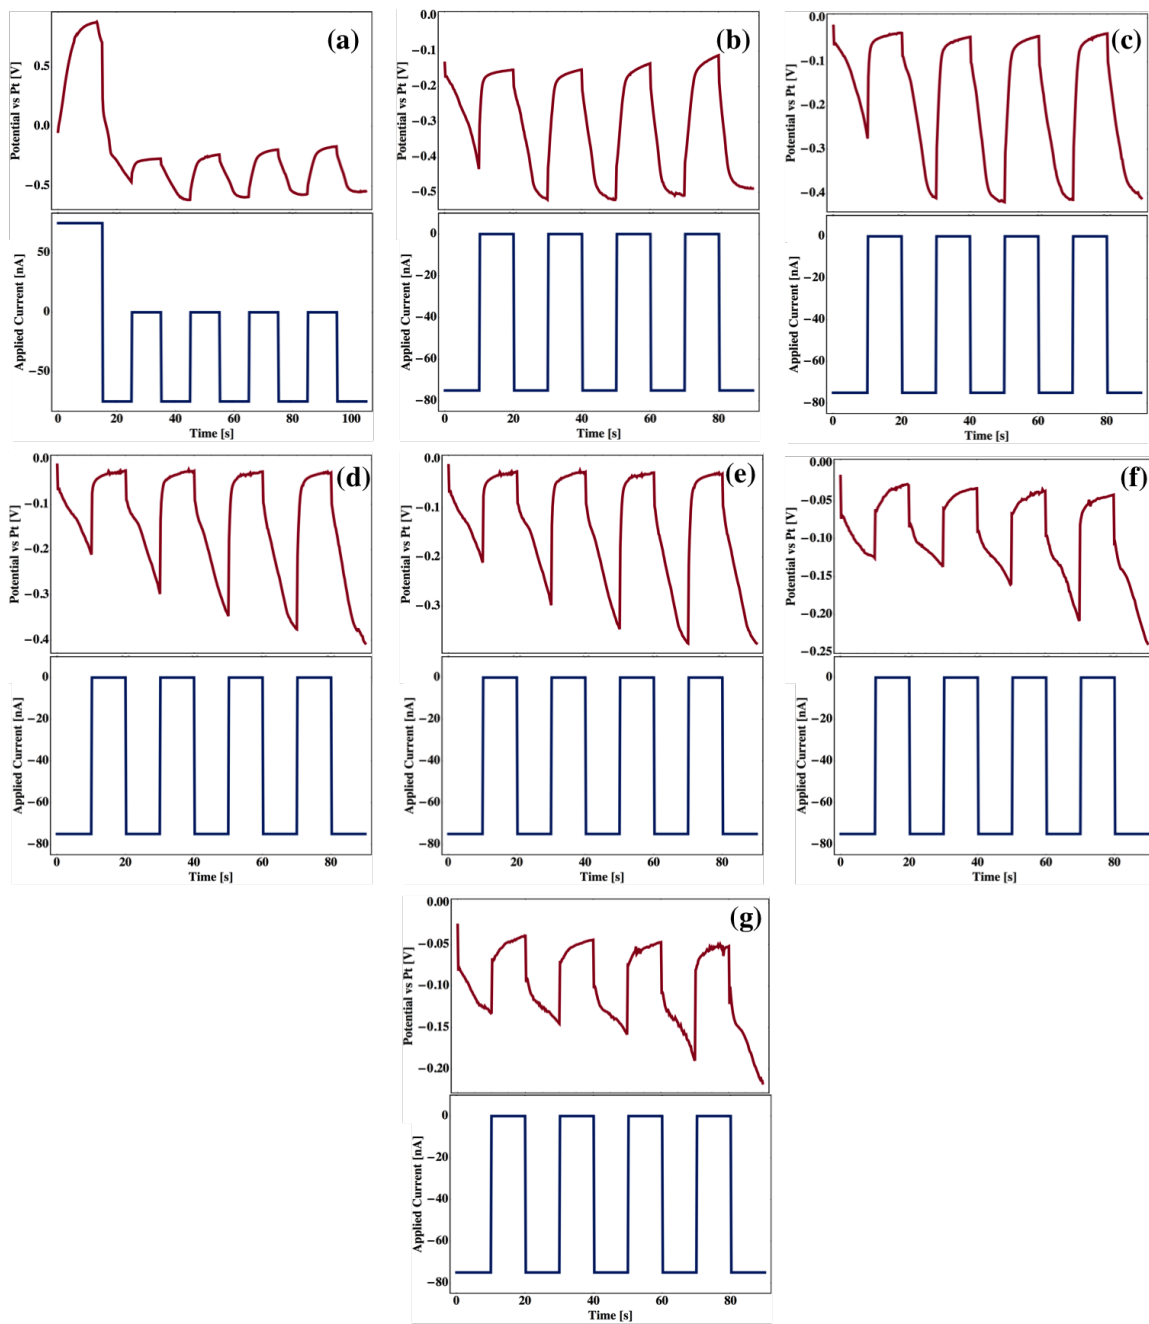 (a)
Potential vs Pt [V]
0.5
0.0
−0.5
Applied Current [nA]
50
0
−50
0 20 40 60 80 100
Time [s]
(b)
Potential vs Pt [V]
−0.0
−0.1
−0.2
−0.3
−0.4
−0.5
Applied Current [nA]
0
−20
−40
−60
−80
0 20 40 60 80
Time [s]
(c)
Potential vs Pt [V]
0.0
−0.1
−0.2
−0.3
−0.4
Applied Current [nA]
0
−20
−40
−60
−80
0 20 40 60 80
Time [s]
(d)
Potential vs Pt [V]
0.0
−0.1
−0.2
−0.3
−0.4
Applied Current [nA]
0
−20
−40
−60
−80
0 20 40 60 80
Time [s]
(e)
Potential vs Pt [V]
0.0
−0.1
−0.2
−0.3
Applied Current [nA]
0
−20
−40
−60
−80
0 20 40 60 80
Time [s]
(f)
Potential vs Pt [V]
0.00
−0.05
−0.10
−0.15
−0.20
−0.25
Applied Current [nA]
0
−20
−40
−60
−80
0 20 40 60 80
Time [s]
(g)
Potential vs Pt [V]
0.00
−0.05
−0.10
−0.15
−0.20
Applied Current [nA]
0
−20
−40
−60
−80
0 20 40 60 80
Time [s]